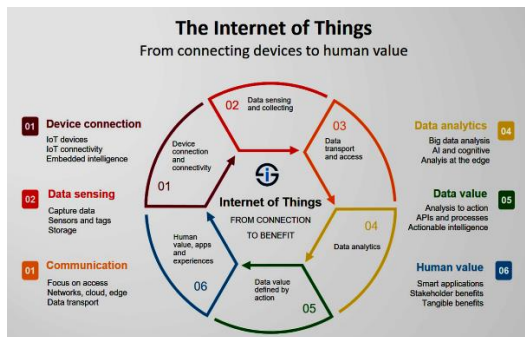 The Internet of Things
From connecting devices to human value
01 Device connection
IoT devices
IoT connectivity
Embedded intelligence
02 Data sensing
Capture data
Sensors and tags
Storage
01 Communication
Focus on access
Networks, cloud, edge
Data transport
02 Data sensing
and collecting
03
Data
transport
and access
Device
connection
and
connectivity
01
Internet of Things
FROM CONNECTION
TO BENEFIT
04
Data analytics
Human
value, apps
and
experiences
06
Data value
defined by
action
05
Data analytics 04
Big data analysis
AI and cognitive
Analyis at the edge
Data value 05
Analysis to action
APIs and processes
Actionable intelligence
Human value 06
Smart applications
Stakeholder benefits
Tangible benefits